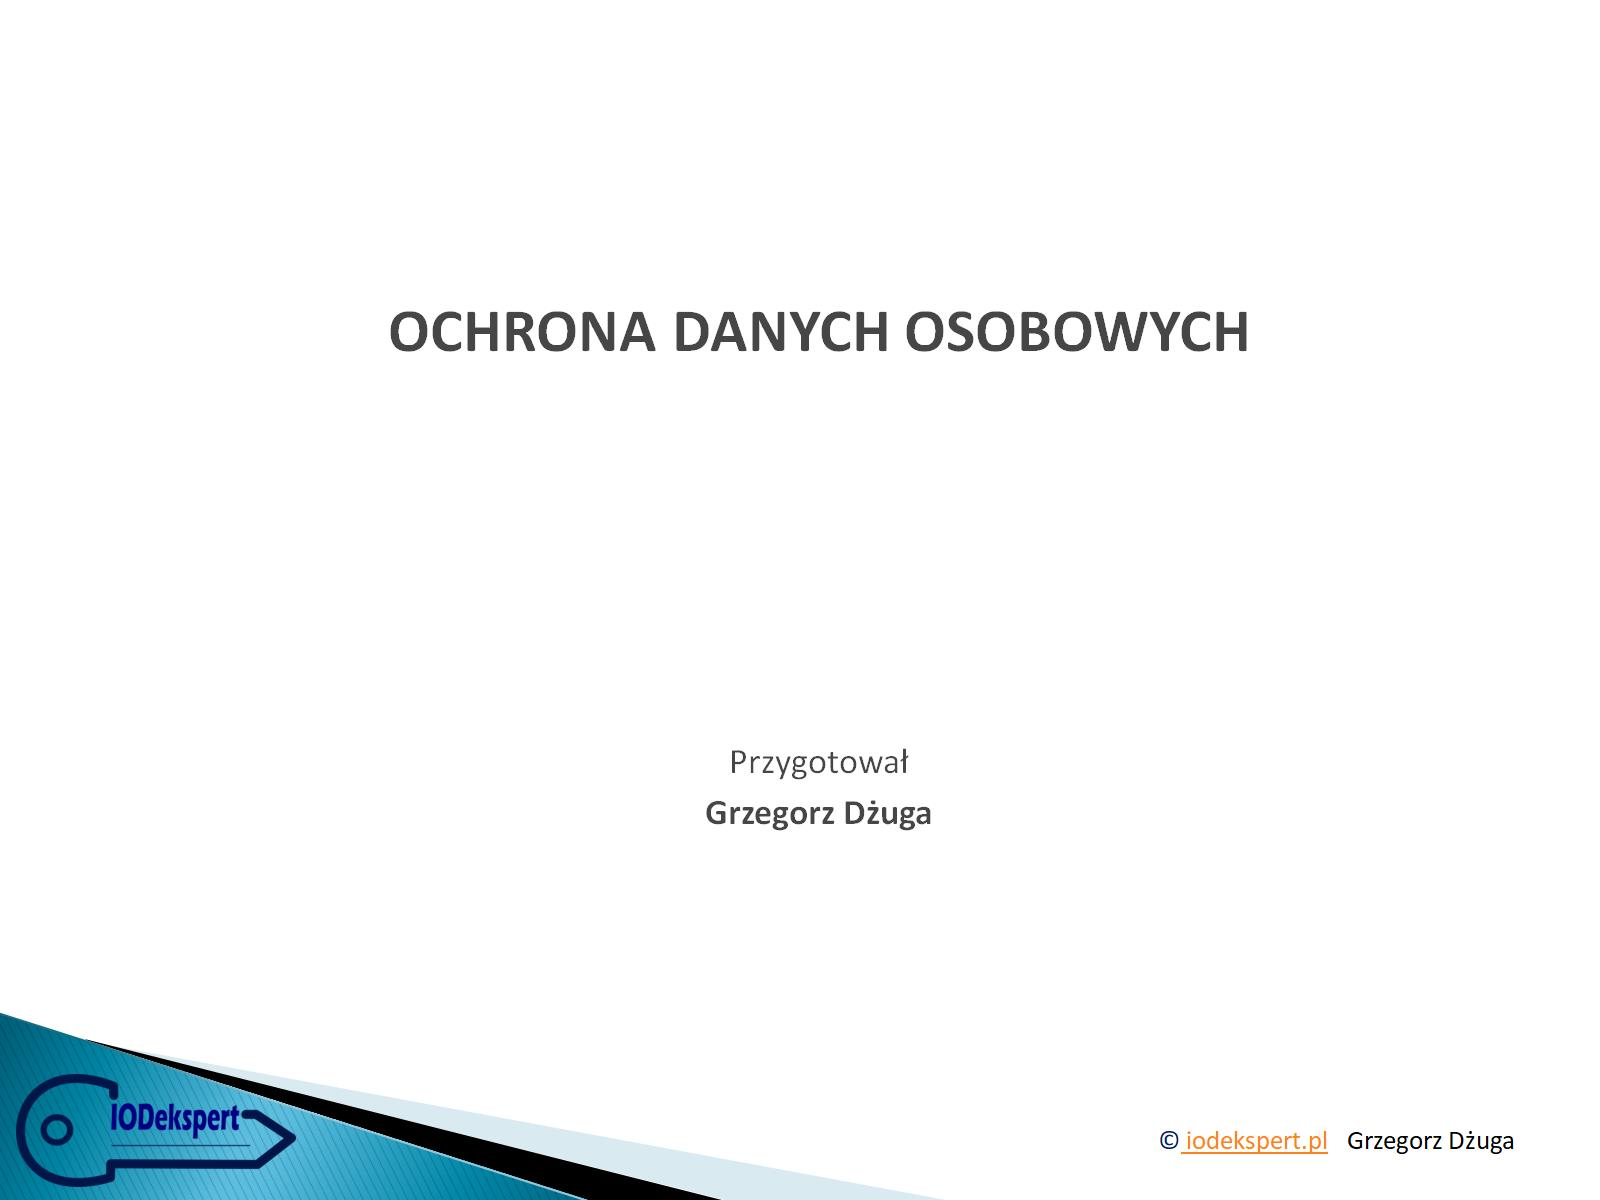 OCHRONA DANYCH OSOBOWYCH
Przygotował
Grzegorz Dżuga
IODekspert
© iodekspert.pl Grzegorz Dżuga